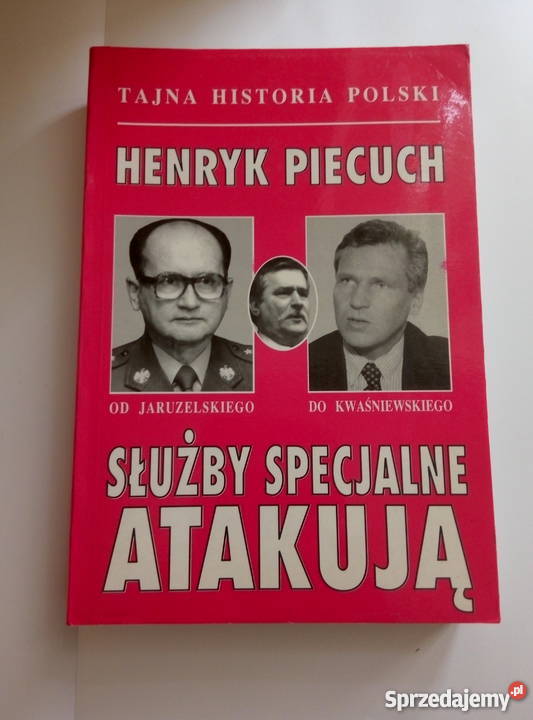 TAJNA HISTORIA POLSKI
HENRYK PIECUCH
OD JARUZELSKIEGO
DO KWAŚNIEWSKIEGO
SŁUŻBY SPECJALNE
ATAKUJĄ
Sprzedajemy.pl